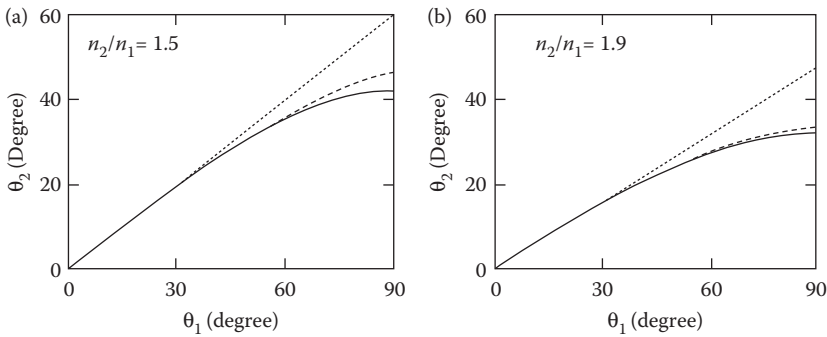 (a)
60
40
20
0
θ2 (Degree)
n2/n1= 1.5
0 30 60 90
θ1 (degree)
(b)
60
40
20
0
θ2 (Degree)
n2/n1= 1.9
0 30 60 90
θ1 (degree)